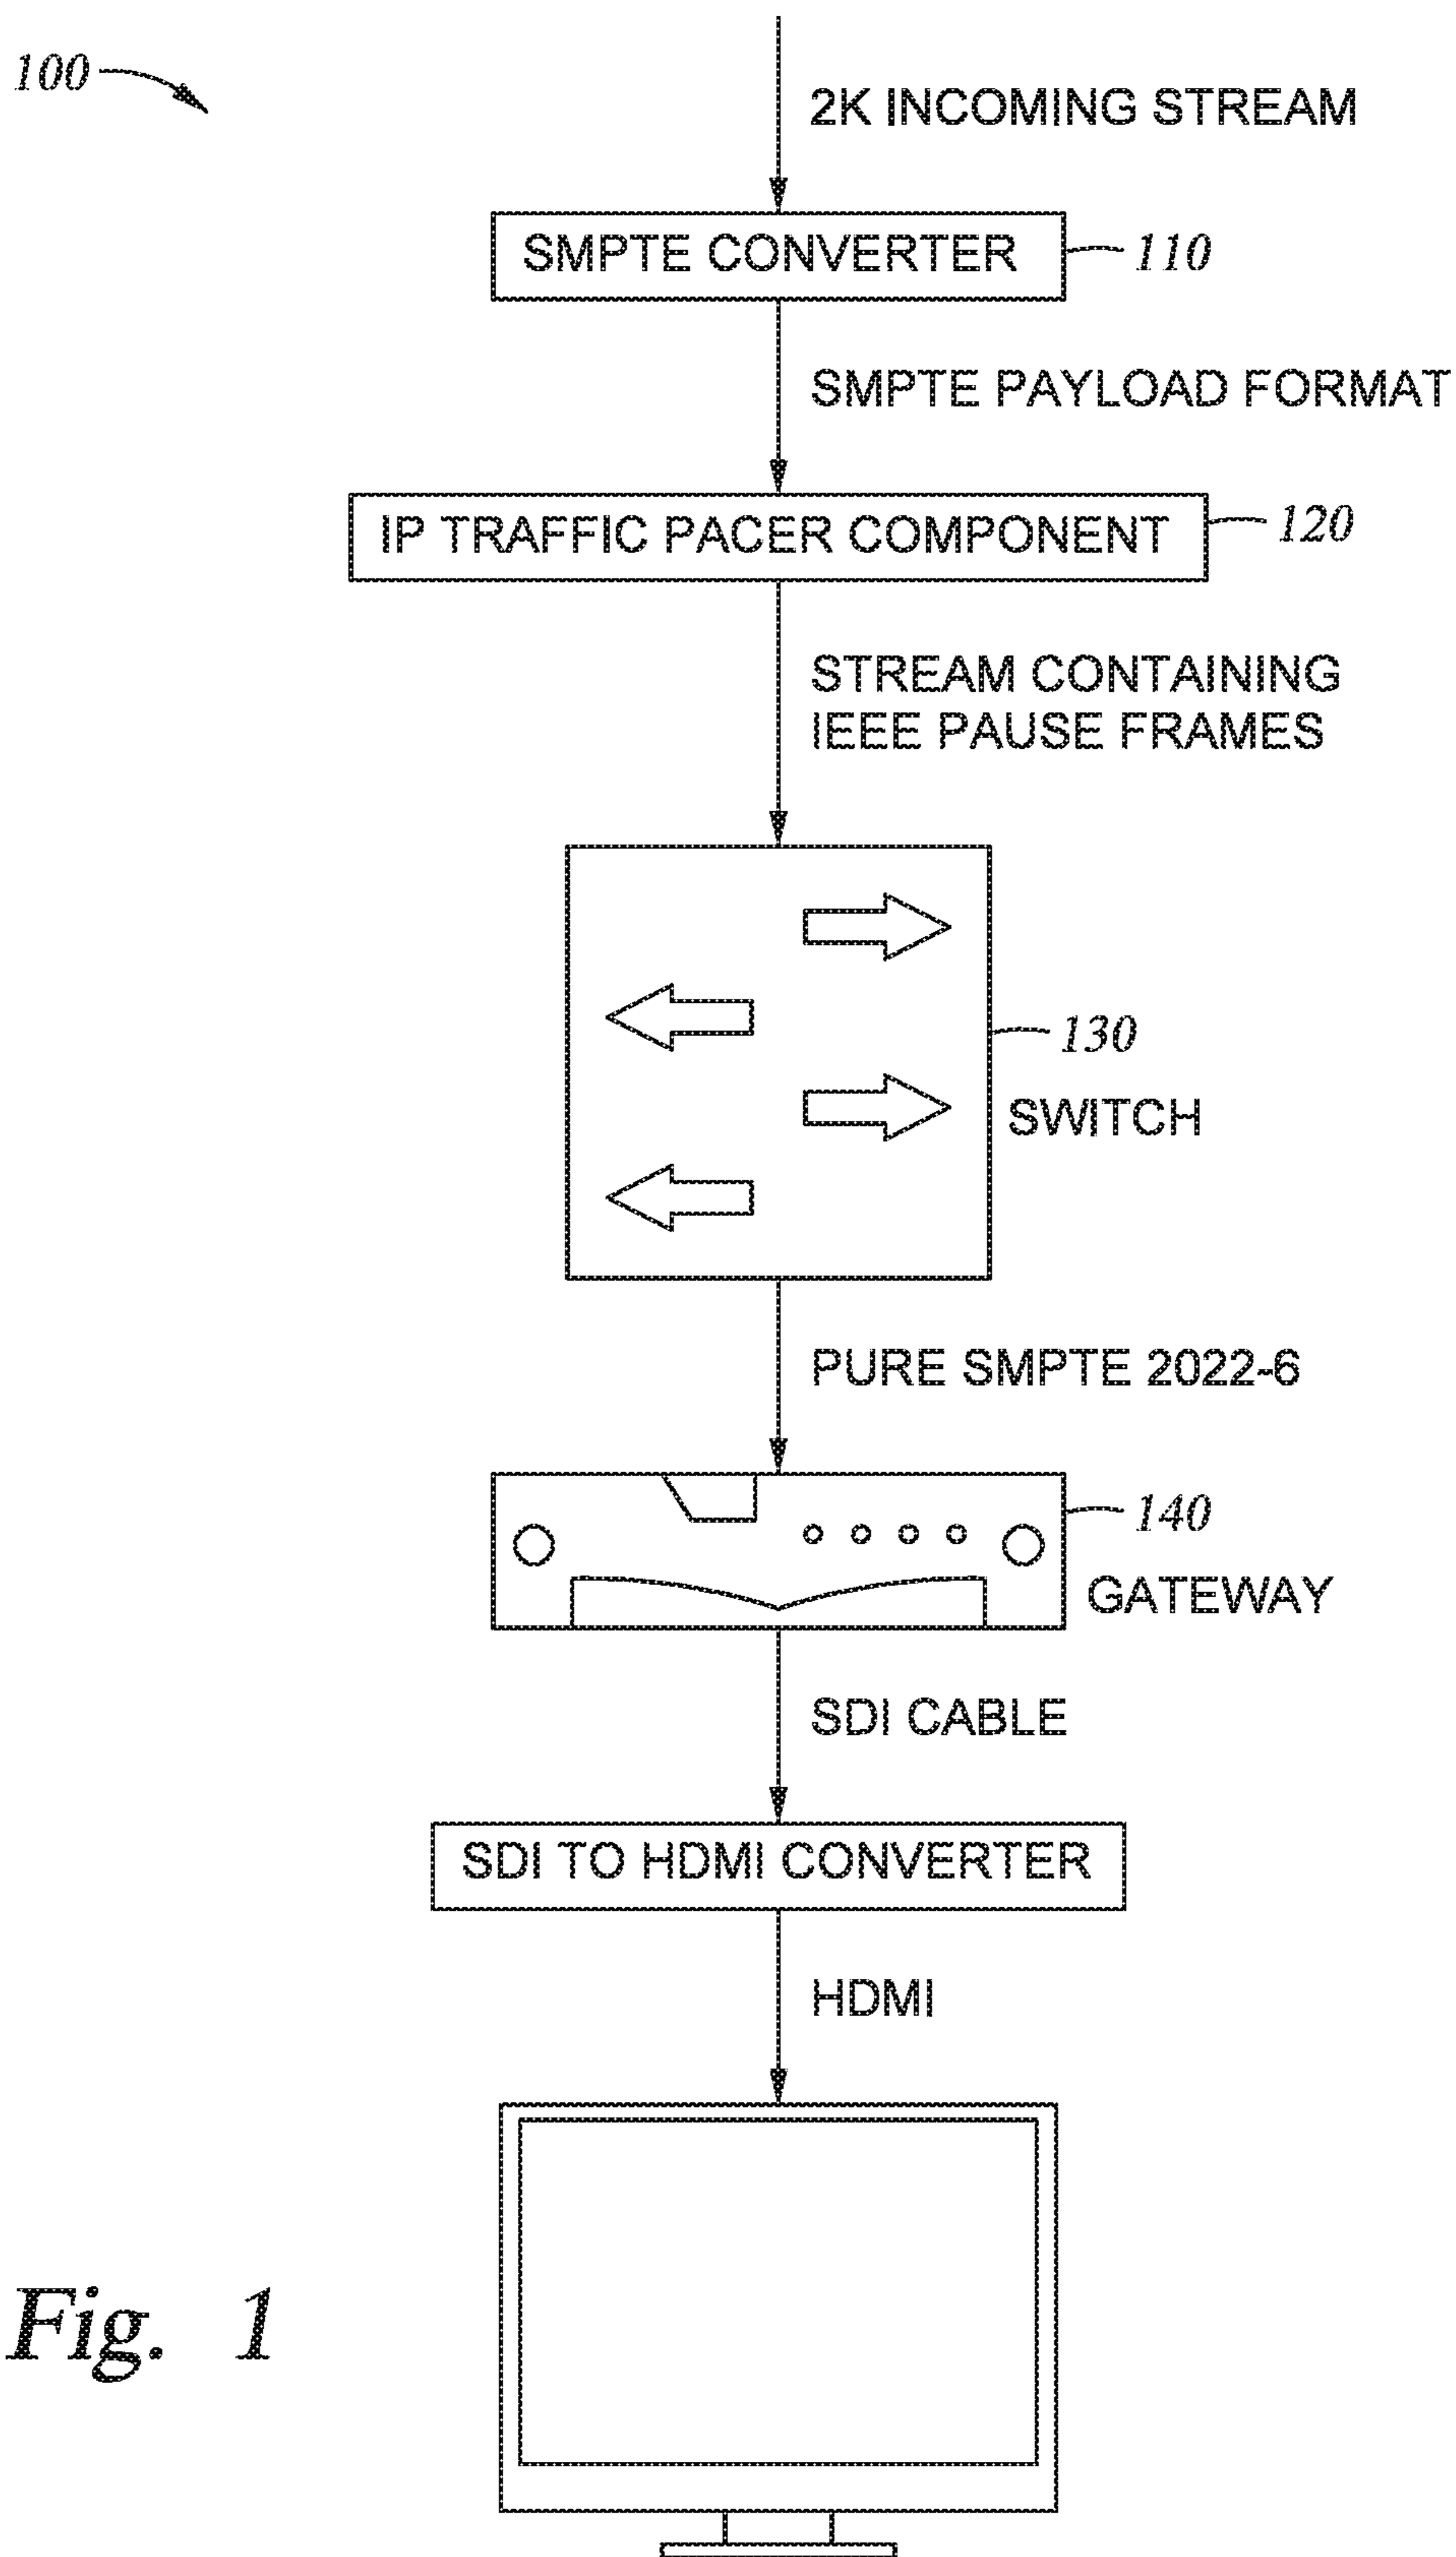 100
2K INCOMING STREAM
SMPTE CONVERTER
110
SMPTE PAYLOAD FORMAT
IP TRAFFIC PACER COMPONENT
120
STREAM CONTAINING
IEEE PAUSE FRAMES
130
SWITCH
PURE SMPTE 2022-6
140
GATEWAY
SDI CABLE
SDI TO HDMI CONVERTER
HDMI
Fig. 1